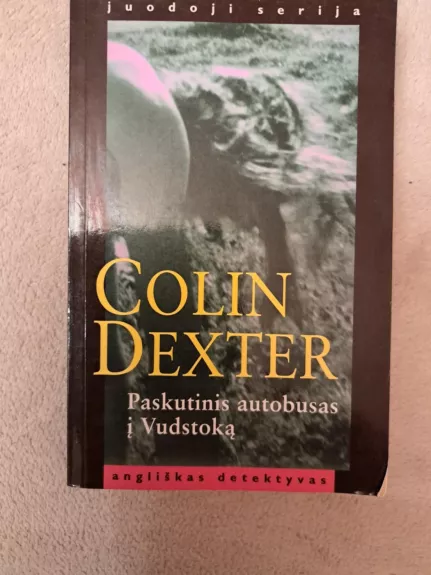 juodoji serija
COLIN
DEXTER
Paskutinis autobusas
į Vudstoką
angliškas detektyvas